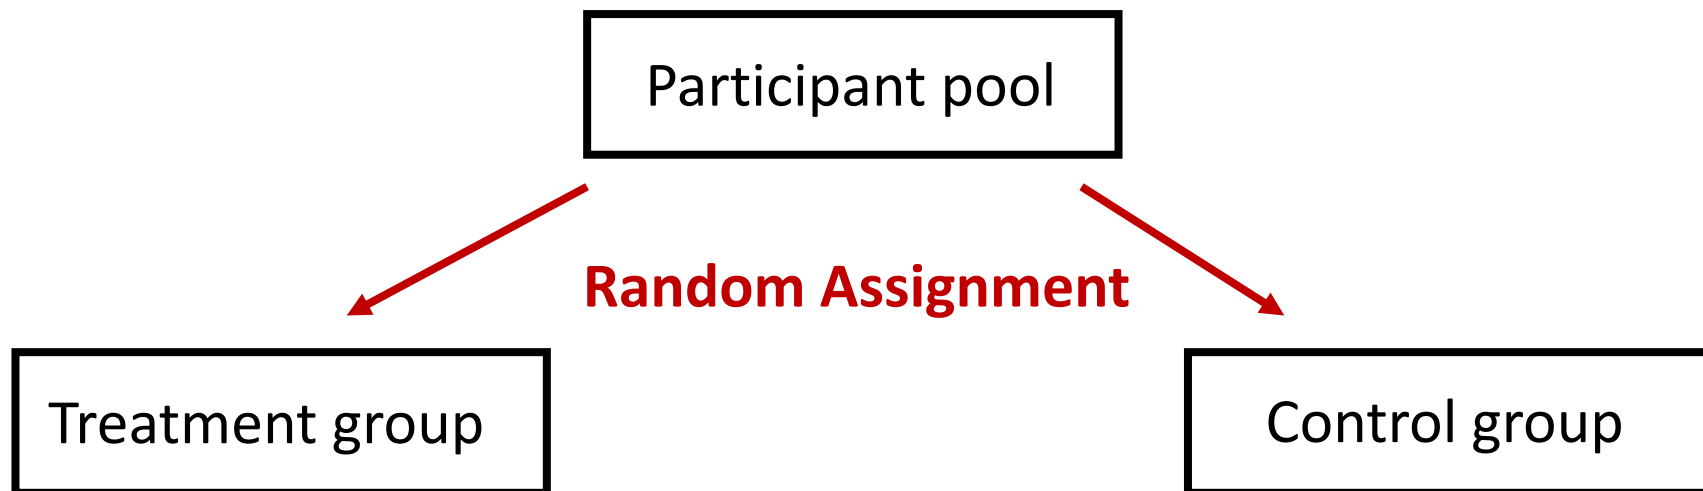 Participant pool
Random Assignment
Treatment group
Control group